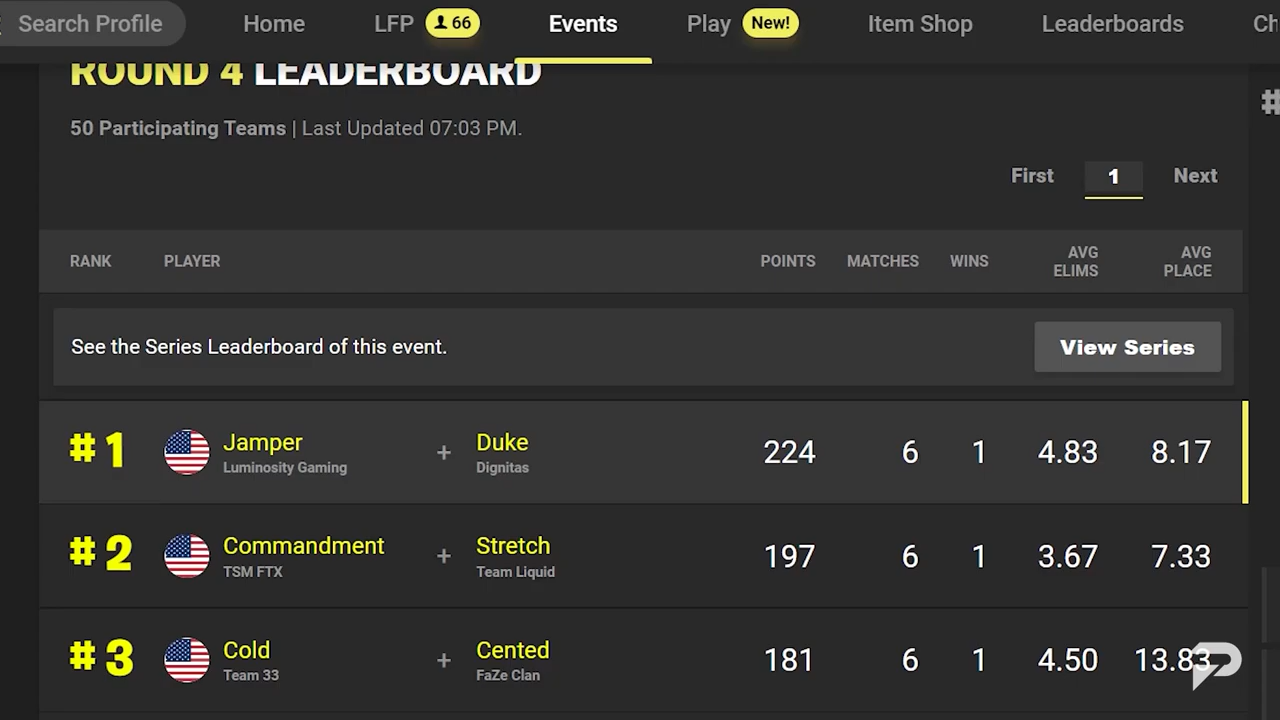 Search Profile Home LFP 66 Events Play New! Item Shop Leaderboards Ch
ROUND 4 LEADERBOARD
#
50 Participating Teams | Last Updated 07:03 PM.
First 1 Next
RANK PLAYER POINTS MATCHES WINS AVG ELIMS AVG PLACE
See the Series Leaderboard of this event. View Series
# 1 Jamper + Duke 224 6 1 4.83 8.17
Luminosity Gaming Dignitas
# 2 Commandment + Stretch 197 6 1 3.67 7.33
TSM FTX Team Liquid
# 3 Cold + Cented 181 6 1 4.50 13.83
Team 33 FaZe Clan